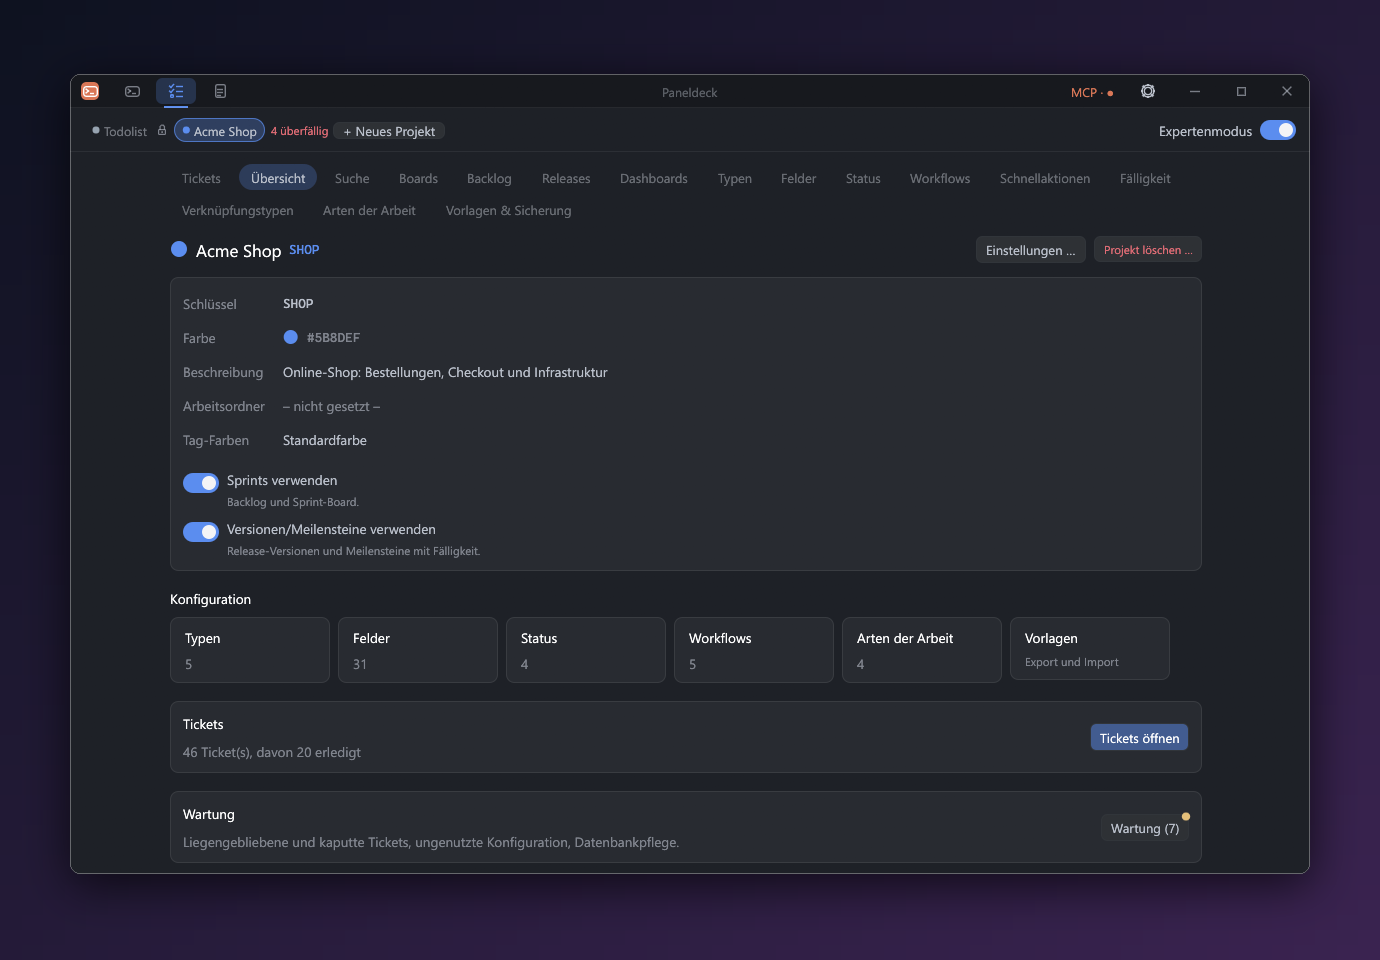 Paneldeck
MCP ·
Todolist
Acme Shop
4 überfällig
+ Neues Projekt
Expertenmodus
Tickets
Übersicht
Suche
Boards
Backlog
Releases
Dashboards
Typen
Felder
Status
Workflows
Schnellaktionen
Fälligkeit
Verknüpfungstypen
Arten der Arbeit
Vorlagen & Sicherung
Acme Shop SHOP
Einstellungen ...
Projekt löschen ...
Schlüssel SHOP
Farbe #5B8DEF
Beschreibung Online-Shop: Bestellungen, Checkout und Infrastruktur
Arbeitsordner – nicht gesetzt –
Tag-Farben Standardfarbe
Sprints verwenden
Backlog und Sprint-Board.
Versionen/Meilensteine verwenden
Release-Versionen und Meilensteine mit Fälligkeit.
Konfiguration
Typen
5
Felder
31
Status
4
Workflows
5
Arten der Arbeit
4
Vorlagen
Export und Import
Tickets
46 Ticket(s), davon 20 erledigt
Tickets öffnen
Wartung
Liegengebliebene und kaputte Tickets, ungenutzte Konfiguration, Datenbankpflege.
Wartung (7)